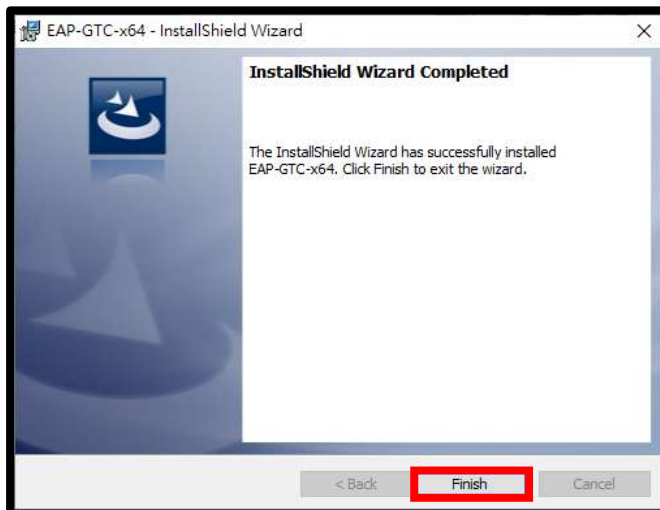 EAP-GTC-x64 - InstallShield Wizard
InstallShield Wizard Completed
The InstallShield Wizard has successfully installed
EAP-GTC-x64. Click Finish to exit the wizard.
< Back Finish Cancel